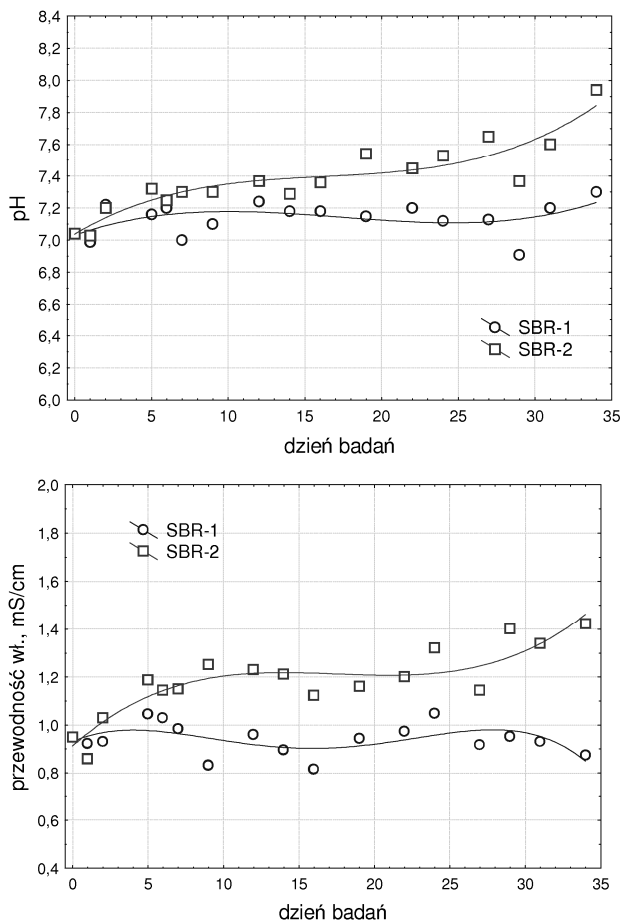 8,4
8,2
8,0
7,8
7,6
7,4
7,2
7,0
6,8
6,6
6,4
6,2
6,0
pH
SBR-1
SBR-2
0 5 10 15 20 25 30 35
dzień badań
2,0
1,8
1,6
1,4
1,2
1,0
0,8
0,6
0,4
przewodność wł., mS/cm
SBR-1
SBR-2
0 5 10 15 20 25 30 35
dzień badań